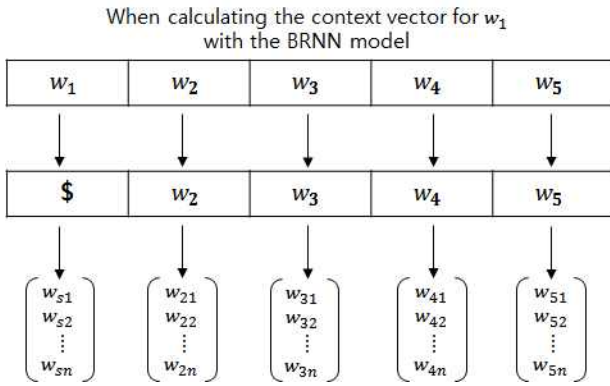 When calculating the context vector for w₁
with the BRNN model
w₁ w₂ w₃ w₄ w₅
$ w₂ w₃ w₄ w₅
wₛ₁ w₂₁ w₃₁ w₄₁ w₅₁
wₛ₂ w₂₂ w₃₂ w₄₂ w₅₂
⋮ ⋮ ⋮ ⋮ ⋮
wₛₙ w₂ₙ w₃ₙ w₄ₙ w₅ₙ